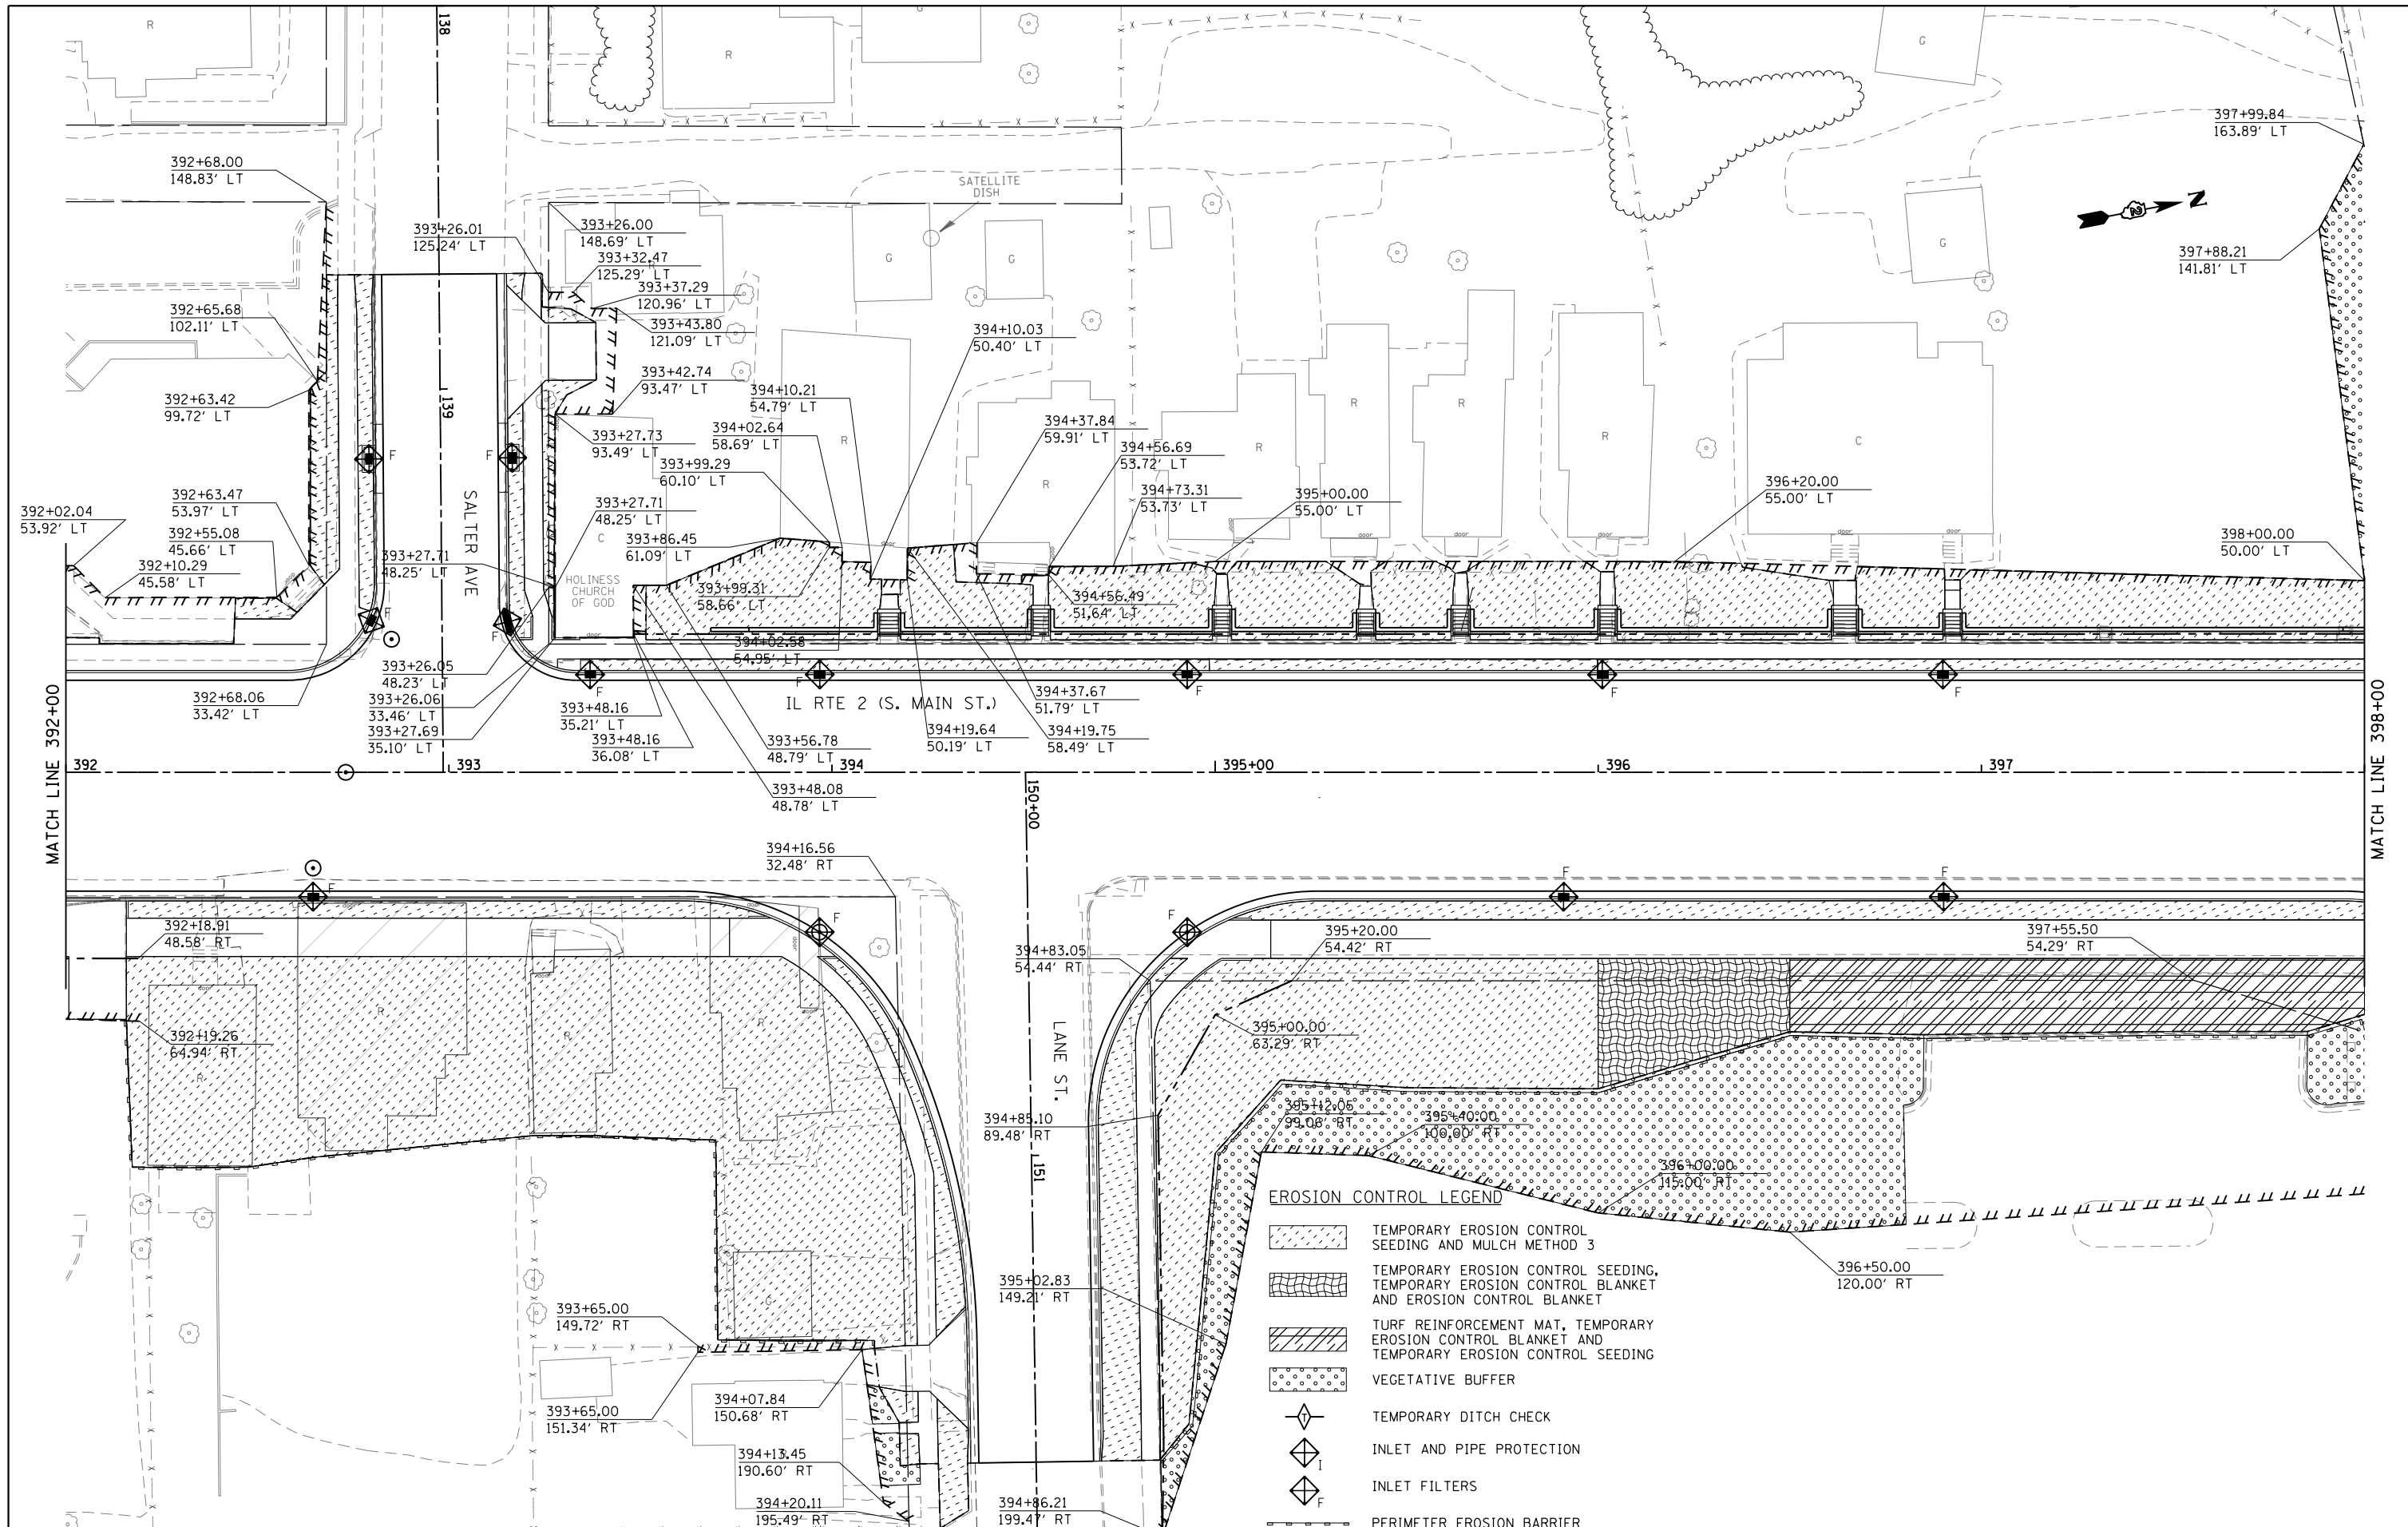 R
G
138
R
G
397+99.84
163.89' LT
392+68.00
148.83' LT
SATELLITE
DISH
N
393+26.01
125.24' LT
393+26.00
148.69' LT
393+32.47
125.29' LT
R
G
G
G
397+88.21
141.81' LT
393+37.29
120.96' LT
392+65.68
102.11' LT
393+43.80
121.09' LT
394+10.03
50.40' LT
393+42.74
93.47' LT
394+10.21
54.79' LT
392+63.42
99.72' LT
139
394+02.64
58.69' LT
394+37.84
59.91' LT
R
R
R
R
R
C
393+27.73
93.49' LT
394+56.69
53.72' LT
F
F
393+99.29
60.10' LT
R
392+63.47
53.97' LT
SALTER AVE
394+73.31
53.73' LT
395+00.00
55.00' LT
396+20.00
55.00' LT
392+02.04
53.92' LT
393+27.71
48.25' LT
C
392+55.08
45.66' LT
393+86.45
61.09' LT
door
door
door
door
door
door
door
door
398+00.00
50.00' LT
392+10.29
45.58' LT
393+27.71
48.25' LT
HOLINESS
CHURCH
OF GOD
393+99.31
58.66' LT
394+56.49
51.64' LT
F
F
door
394+02.58
54.95' LT
393+26.05
48.23' LT
392+68.06
33.42' LT
393+26.06
33.46' LT
F
F
F
F
F
393+48.16
35.21' LT
IL RTE 2 (S. MAIN ST.)
394+37.67
51.79' LT
393+27.69
35.10' LT
393+48.16
36.08' LT
393+56.78
48.79' LT
394+19.64
50.19' LT
394+19.75
58.49' LT
MATCH LINE 392+00
MATCH LINE 398+00
392
393
394
395+00
396
397
393+48.08
48.78' LT
150+00
394+16.56
32.48' RT
F
F
F
door
door
392+18.91
48.58' RT
door
F
F
395+20.00
54.42' RT
397+55.50
54.29' RT
394+83.05
54.44' RT
door
R
R
R
392+19.26
64.94' RT
R
LANE ST.
395+00.00
63.29' RT
394+85.10
89.48' RT
395+12.05
99.06' RT
395+40.00
100.00' RT
151
396+00.00
115.00' RT
EROSION CONTROL LEGEND
TEMPORARY EROSION CONTROL
SEEDING AND MULCH METHOD 3
TEMPORARY EROSION CONTROL SEEDING,
TEMPORARY EROSION CONTROL BLANKET
AND EROSION CONTROL BLANKET
396+50.00
120.00' RT
395+02.83
149.21' RT
G
393+65.00
149.72' RT
TURF REINFORCEMENT MAT, TEMPORARY
EROSION CONTROL BLANKET AND
TEMPORARY EROSION CONTROL SEEDING
VEGETATIVE BUFFER
394+07.84
150.68' RT
393+65.00
151.34' RT
T
TEMPORARY DITCH CHECK
394+13.45
190.60' RT
I
INLET AND PIPE PROTECTION
F
INLET FILTERS
394+20.11
195.49' RT
394+86.21
199.47' RT
PERIMETER EROSION BARRIER